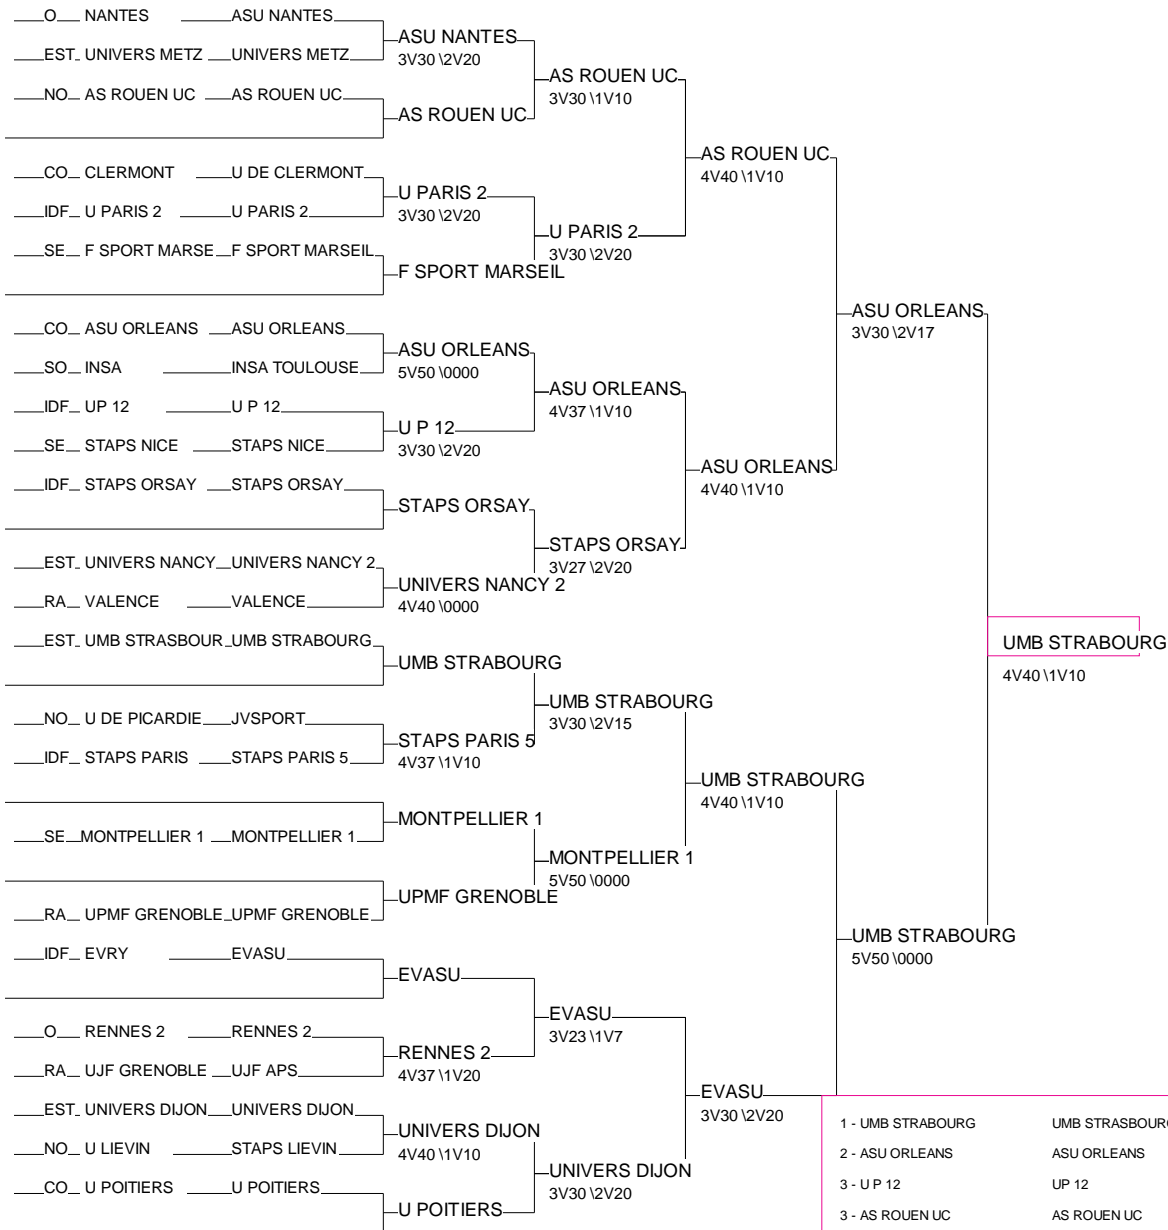 O NANTES ASU NANTES
ASU NANTES
EST UNIVERS METZ UNIVERS METZ
3V30 \2V20
AS ROUEN UC
NO AS ROUEN UC AS ROUEN UC
3V30 \1V10
AS ROUEN UC
AS ROUEN UC
CO CLERMONT U DE CLERMONT
4V40 \1V10
U PARIS 2
IDF U PARIS 2 U PARIS 2
3V30 \2V20
U PARIS 2
SE F SPORT MARSE F SPORT MARSEIL
3V30 \2V20
F SPORT MARSEIL
ASU ORLEANS
CO ASU ORLEANS ASU ORLEANS
3V30 \2V17
ASU ORLEANS
SO INSA INSA TOULOUSE
5V50 \0000
ASU ORLEANS
IDF UP 12 U P 12
4V37 \1V10
U P 12
SE STAPS NICE STAPS NICE
3V30 \2V20
ASU ORLEANS
IDF STAPS ORSAY STAPS ORSAY
4V40 \1V10
STAPS ORSAY
STAPS ORSAY
EST UNIVERS NANCY UNIVERS NANCY 2
3V27 \2V20
UNIVERS NANCY 2
RA VALENCE VALENCE
4V40 \0000
EST UMB STRASBOUR UMB STRABOURG
UMB STRABOURG
UMB STRABOURG
4V40 \1V10
UMB STRABOURG
NO U DE PICARDIE JVSPORT
3V30 \2V15
STAPS PARIS 5
IDF STAPS PARIS STAPS PARIS 5
4V37 \1V10
UMB STRABOURG
4V40 \1V10
MONTPELLIER 1
SE MONTPELLIER 1 MONTPELLIER 1
MONTPELLIER 1
5V50 \0000
UPMF GRENOBLE
RA UPMF GRENOBLE UPMF GRENOBLE
UMB STRABOURG
IDF EVRY EVASU
5V50 \0000
EVASU
EVASU
O RENNES 2 RENNES 2
3V23 \1V7
RENNES 2
RA UJF GRENOBLE UJF APS
4V37 \1V20
EVASU
EST UNIVERS DIJON UNIVERS DIJON
3V30 \2V20
UNIVERS DIJON
NO U LIEVIN STAPS LIEVIN
4V40 \1V10
UNIVERS DIJON
CO U POITIERS U POITIERS
3V30 \2V20
U POITIERS
1 - UMB STRABOURG UMB STRASBOUR
2 - ASU ORLEANS ASU ORLEANS
3 - U P 12 UP 12
3 - AS ROUEN UC AS ROUEN UC